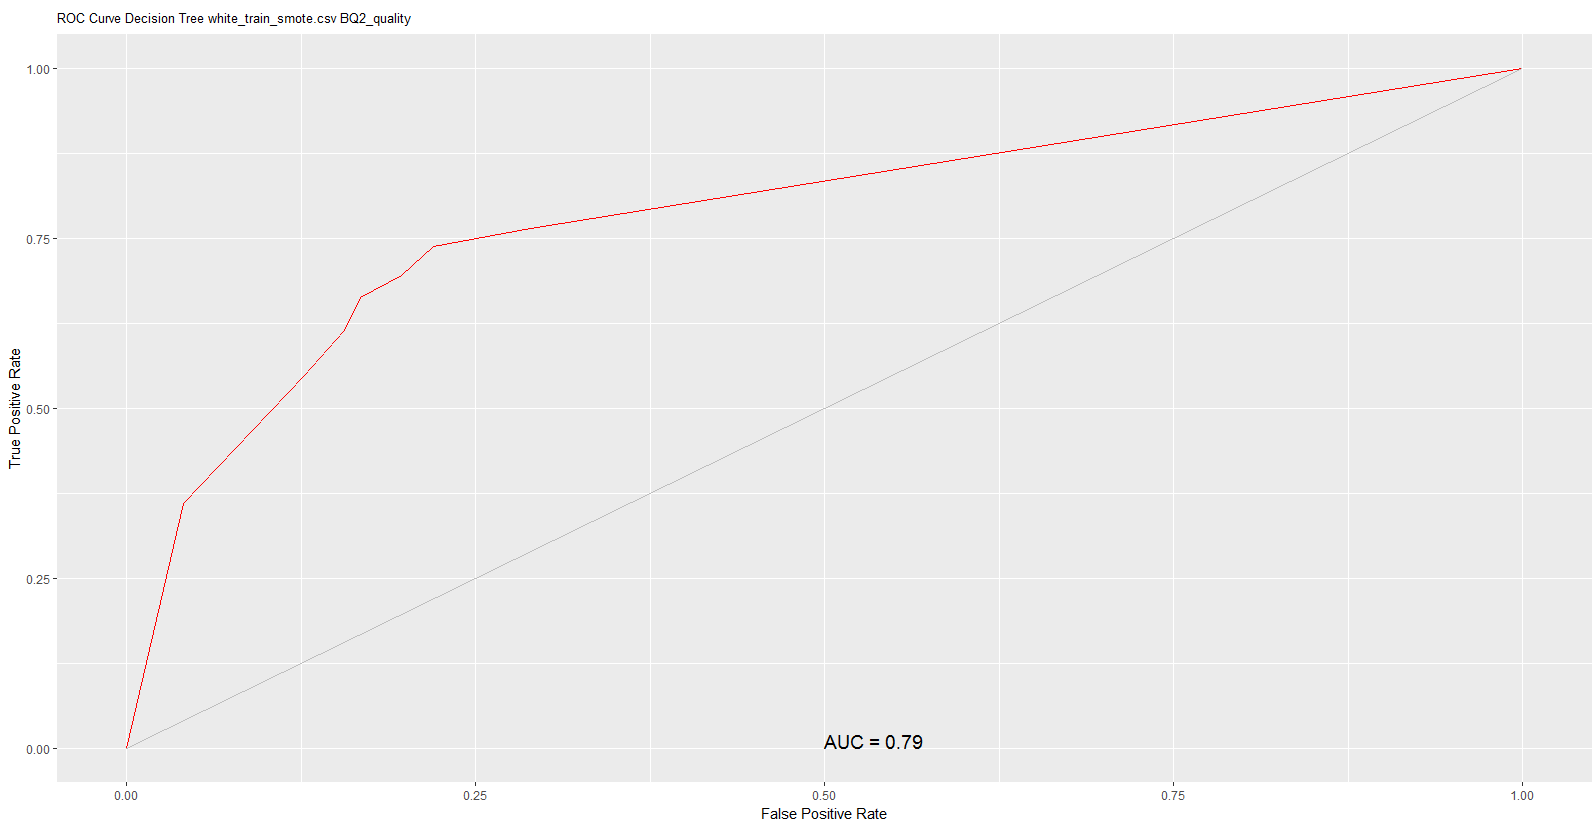 ROC Curve Decision Tree white_train_smote.csv BQ2_quality
1.00
0.75
0.50
0.25
0.00
True Positive Rate
AUC = 0.79
0.00 0.25 0.50 0.75 1.00
False Positive Rate